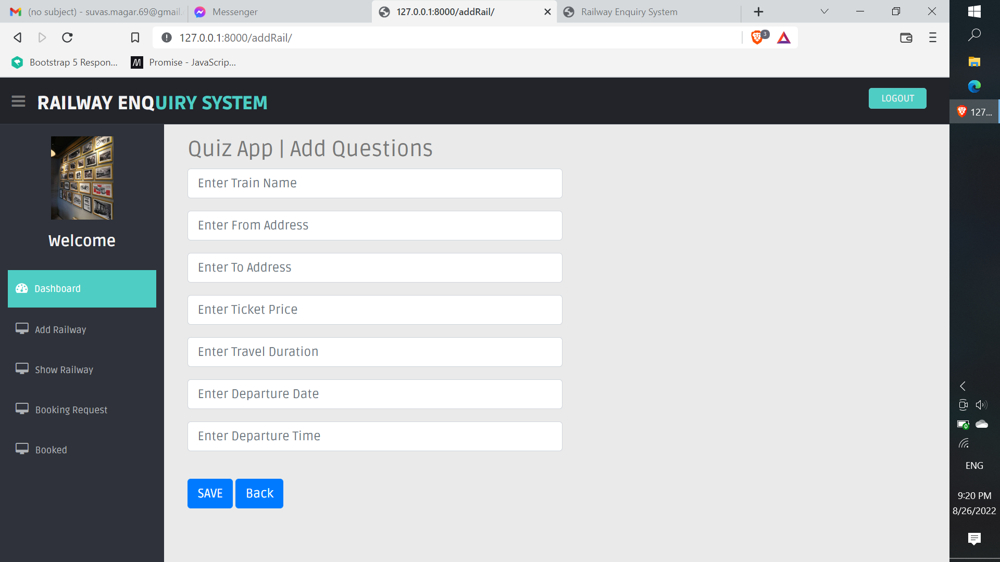 (no subject) - suvas.magar.69@gmail.
Messenger
127.0.0.1:8000/addRail/
Railway Enquiry System
127.0.0.1:8000/addRail/
3
Bootstrap 5 Respon...
Promise - JavaScrip...
RAILWAY ENQUIRY SYSTEM
LOGOUT
127...
Welcome
Dashboard
Add Railway
Show Railway
Booking Request
Booked
Quiz App | Add Questions
Enter Train Name
Enter From Address
Enter To Address
Enter Ticket Price
Enter Travel Duration
Enter Departure Date
Enter Departure Time
SAVE
Back
ENG
9:20 PM
8/26/2022